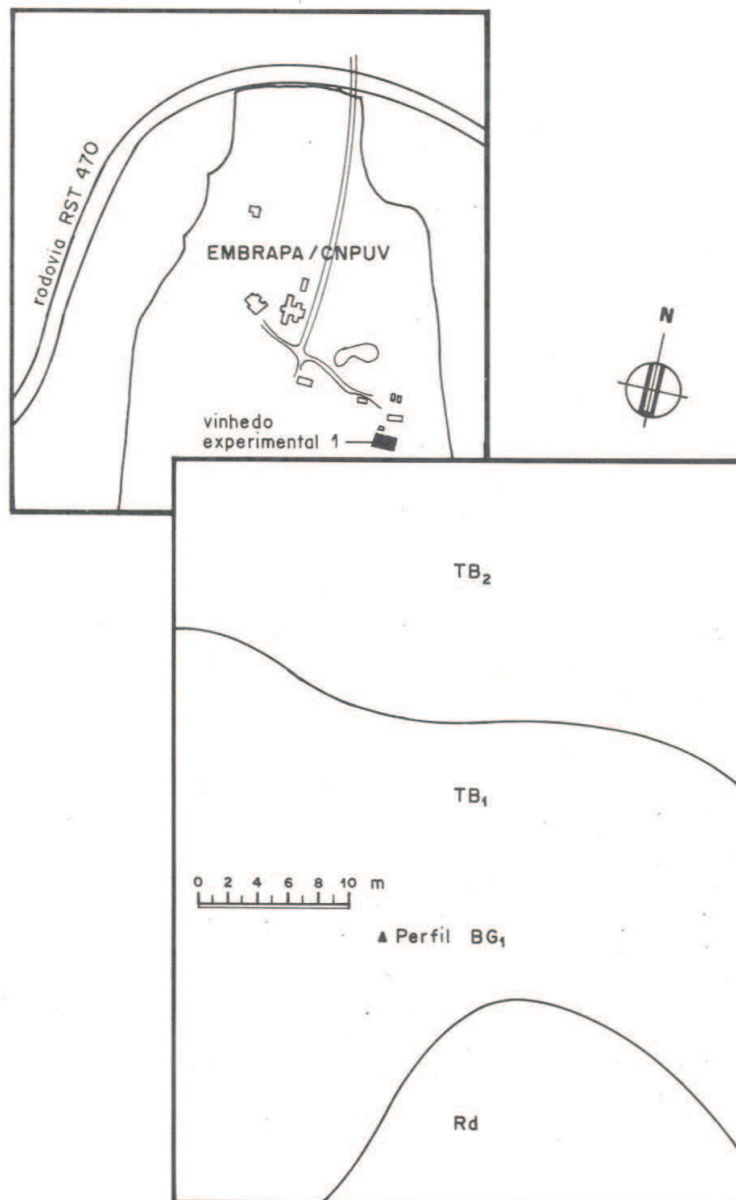 rodovia RST 470
EMBRAPA/CNPUV
N
vinhedo
experimental 1
TB₂
TB₁
0 2 4 6 8 10 m
Perfil BG₁
Rd